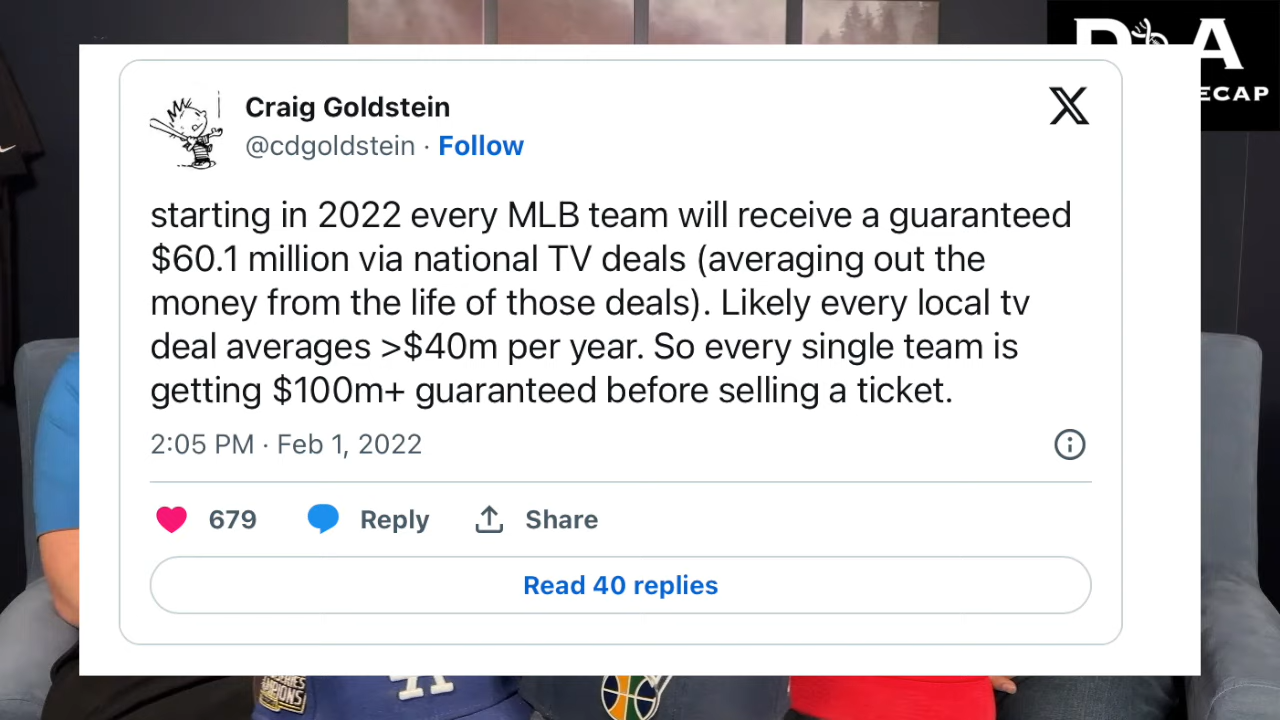 D A
ECAP
Craig Goldstein
X
@cdgoldstein · Follow
starting in 2022 every MLB team will receive a guaranteed
$60.1 million via national TV deals (averaging out the
money from the life of those deals). Likely every local tv
deal averages >$40m per year. So every single team is
getting $100m+ guaranteed before selling a ticket.
2:05 PM · Feb 1, 2022
679 Reply Share
Read 40 replies
LA